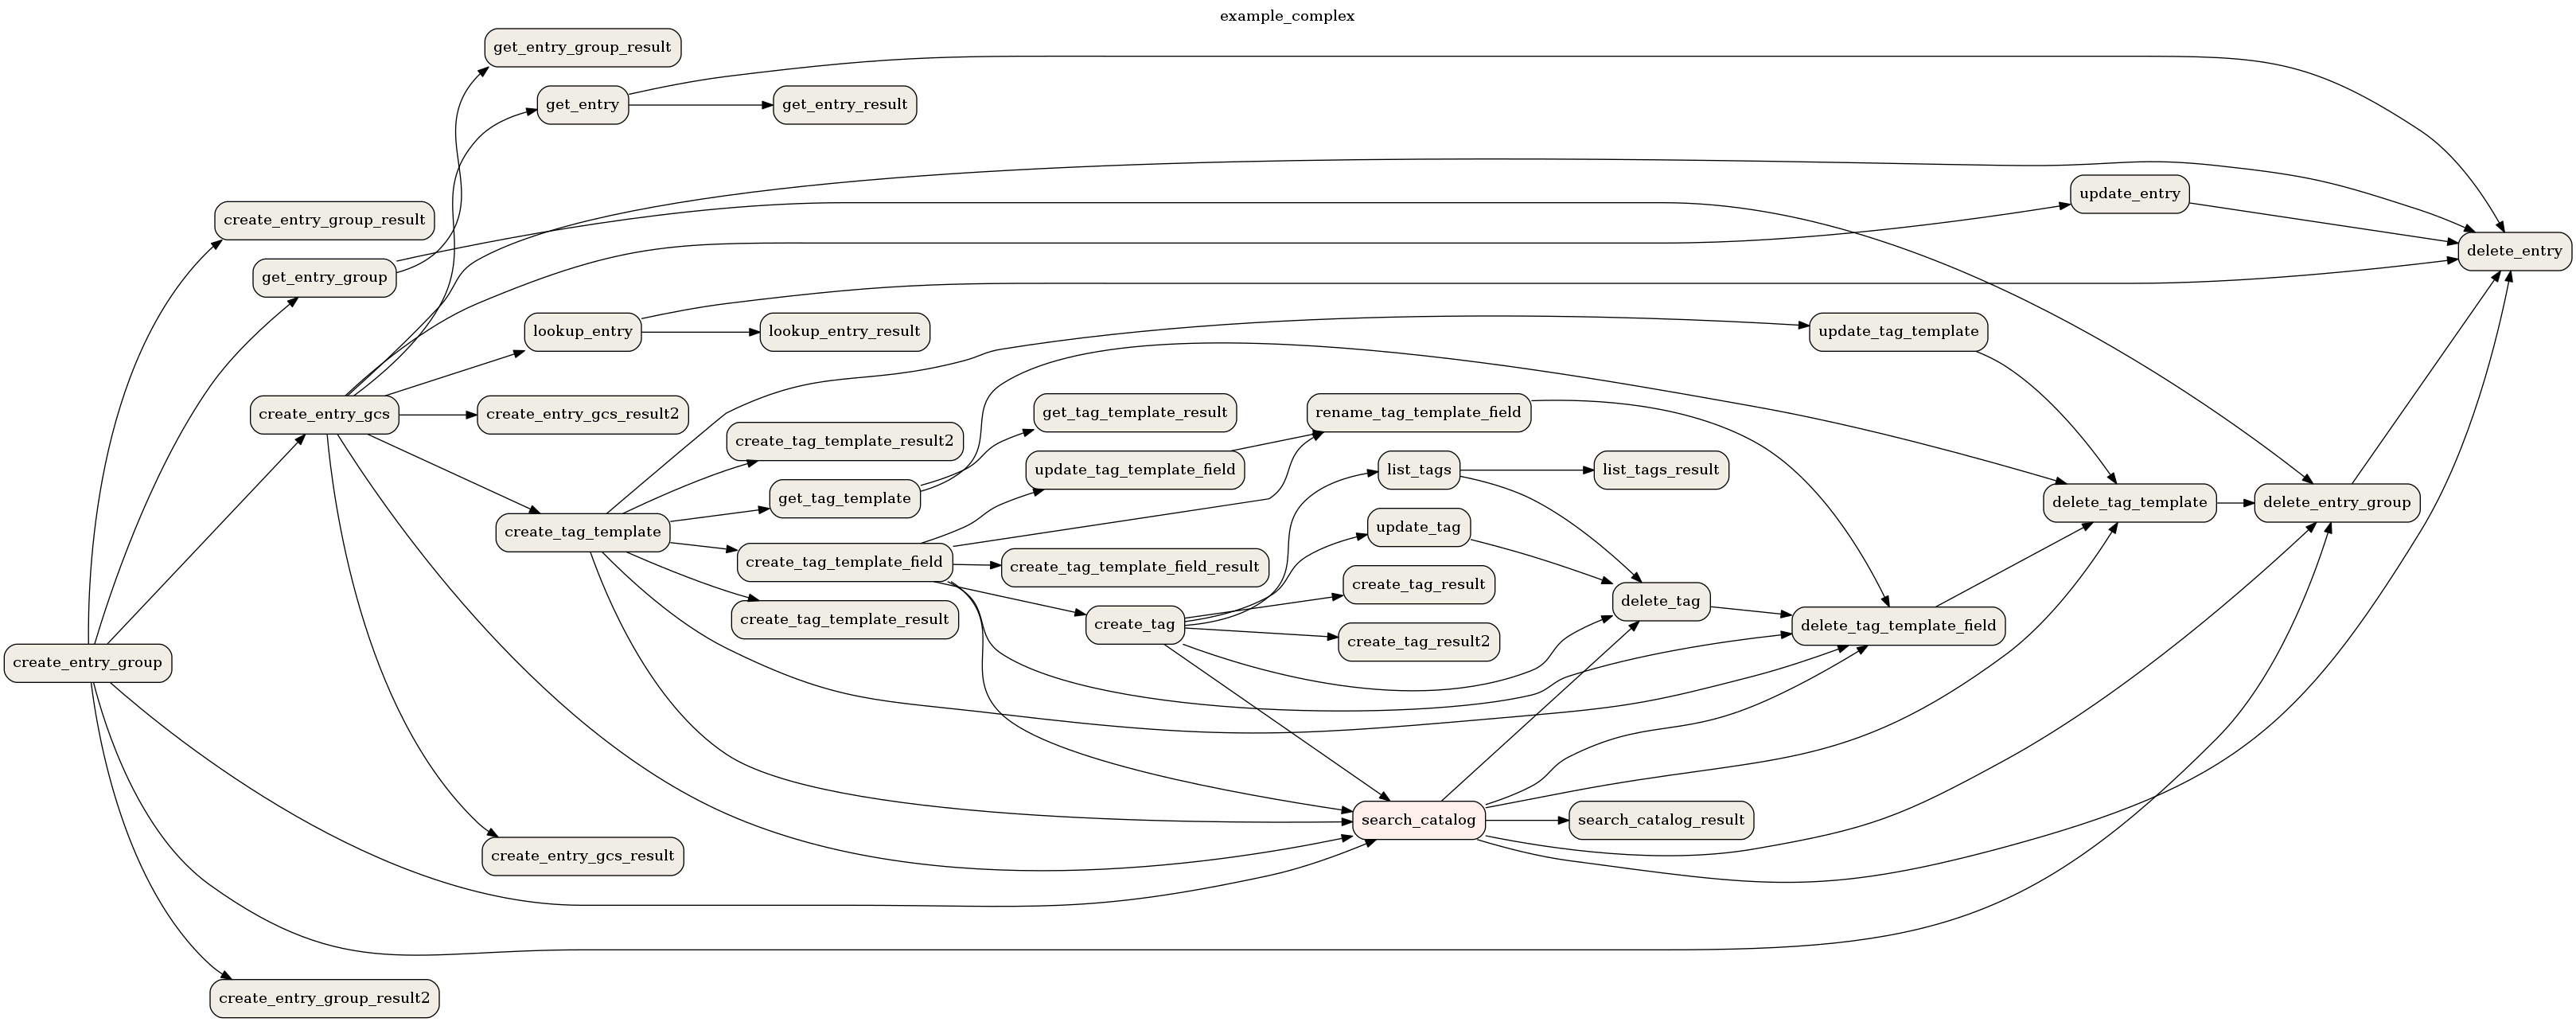 example_complex
get_entry_group_result
get_entry
get_entry_result
update_entry
create_entry_group_result
delete_entry
get_entry_group
lookup_entry
lookup_entry_result
update_tag_template
create_entry_gcs
create_entry_gcs_result2
get_tag_template_result
rename_tag_template_field
create_tag_template_result2
update_tag_template_field
list_tags
list_tags_result
get_tag_template
delete_tag_template
delete_entry_group
create_tag_template
update_tag
create_tag_template_field
create_tag_template_field_result
create_tag_result
delete_tag
create_tag_template_result
create_tag
delete_tag_template_field
create_tag_result2
create_entry_group
search_catalog
search_catalog_result
create_entry_gcs_result
create_entry_group_result2